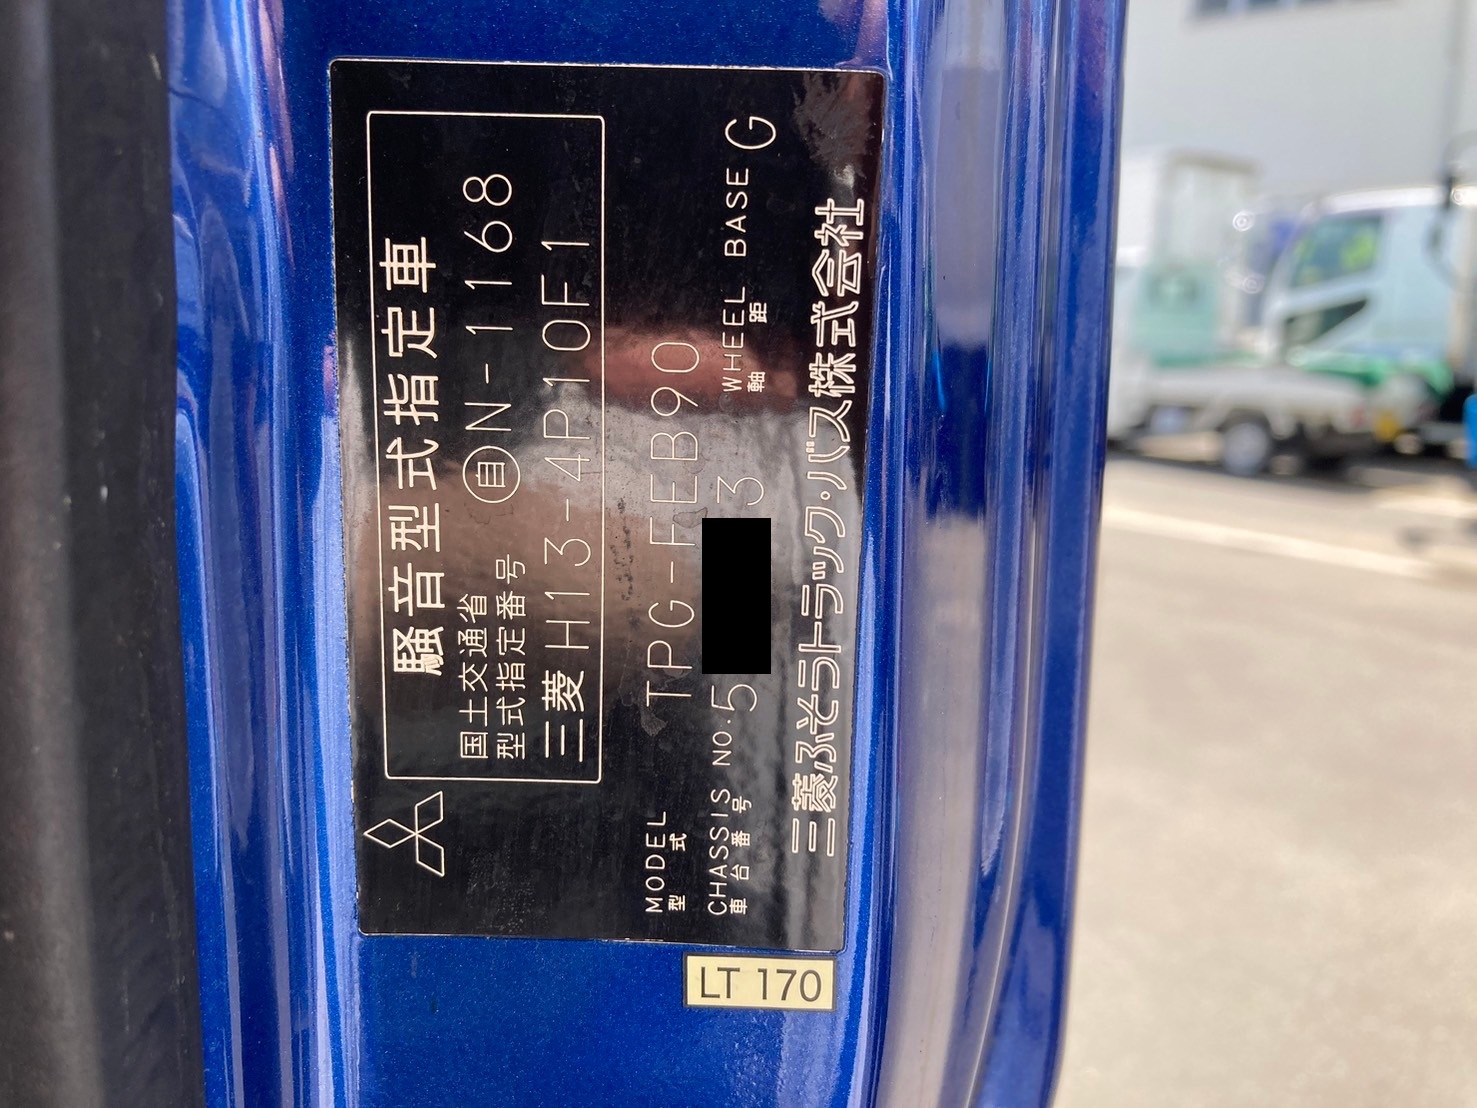 騒音型式指定車
国土交通省
型式指定番号
自N-1168
三菱H13-4P10F1
MODEL TPG-FEB90
型式
CHASSIS NO.5 3 WHEEL BASE G
車台番号 軸距
三菱ふそうトラック・バス株式会社
LT 170